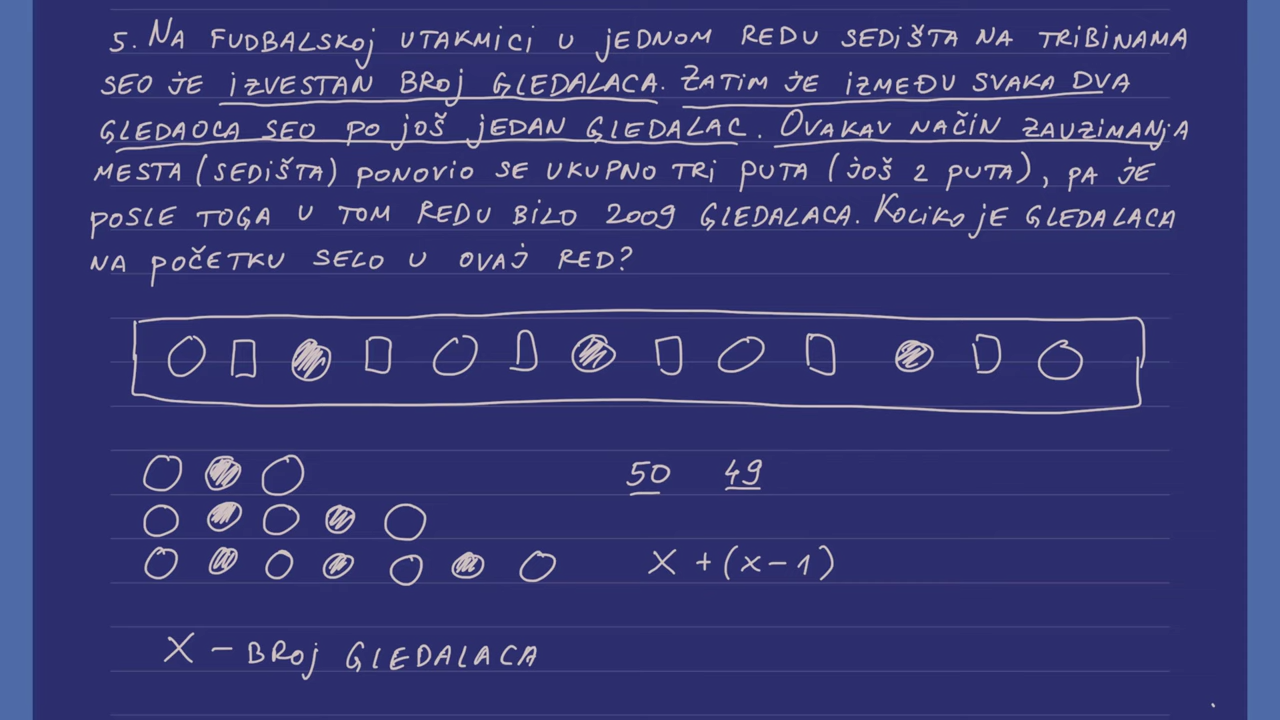 5. NA FUDBALSKOJ UTAKMICI U JEDNOM REDU SEDIŠTA NA TRIBINAMA
SEO JE IZVESTAN BROJ GLEDALACA. ZATIM JE IZMEĐU SVAKA DVA
GLEDAOCA SEO PO JOŠ JEDAN GLEDALAC. OVAKAV NAČIN ZAUZIMANJA
MESTA (SEDIŠTA) PONOVIO SE UKUPNO TRI PUTA (JOŠ 2 PUTA), PA JE
POSLE TOGA U TOM REDU BILO 2009 GLEDALACA. KOLIKO JE GLEDALACA
NA POČETKU SELO U OVAJ RED?
50 49
X + (X - 1)
X - BROJ GLEDALACA